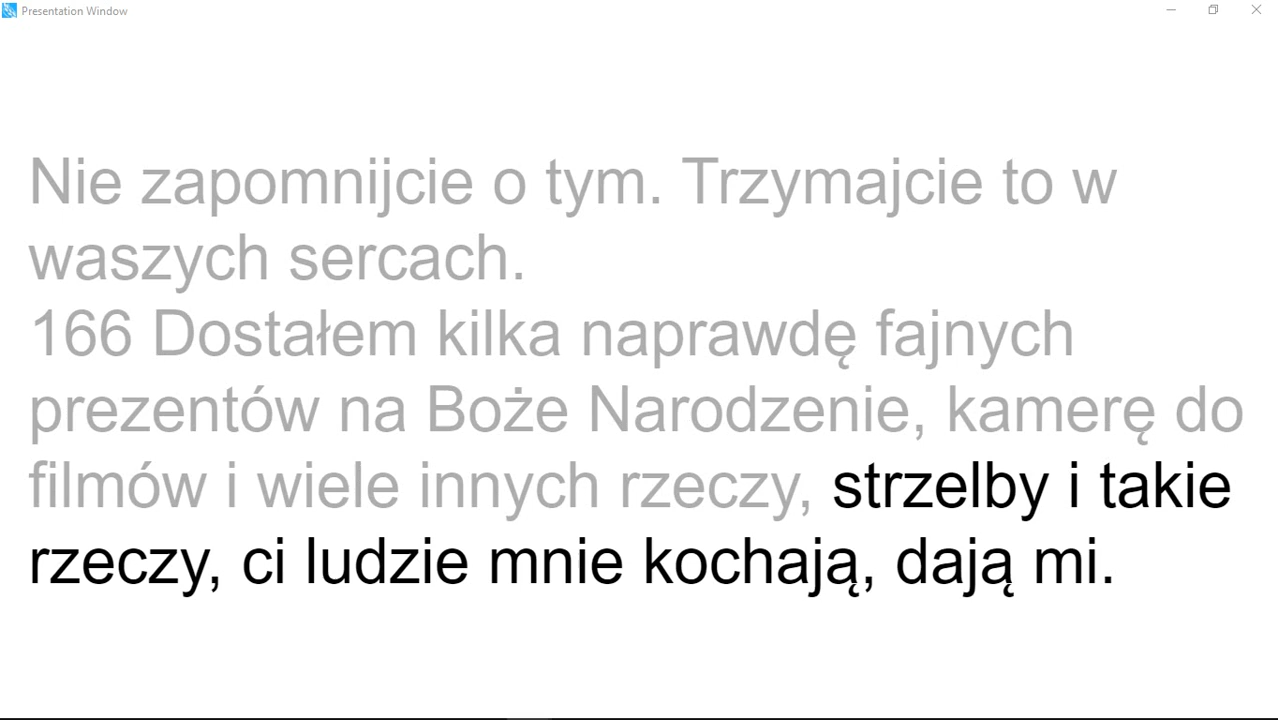 Presentation Window
Nie zapomnijcie o tym. Trzymajcie to w
waszych sercach.
166 Dostałem kilka naprawdę fajnych
prezentów na Boże Narodzenie, kamerę do
filmów i wiele innych rzeczy, strzelby i takie
rzeczy, ci ludzie mnie kochają, dają mi.